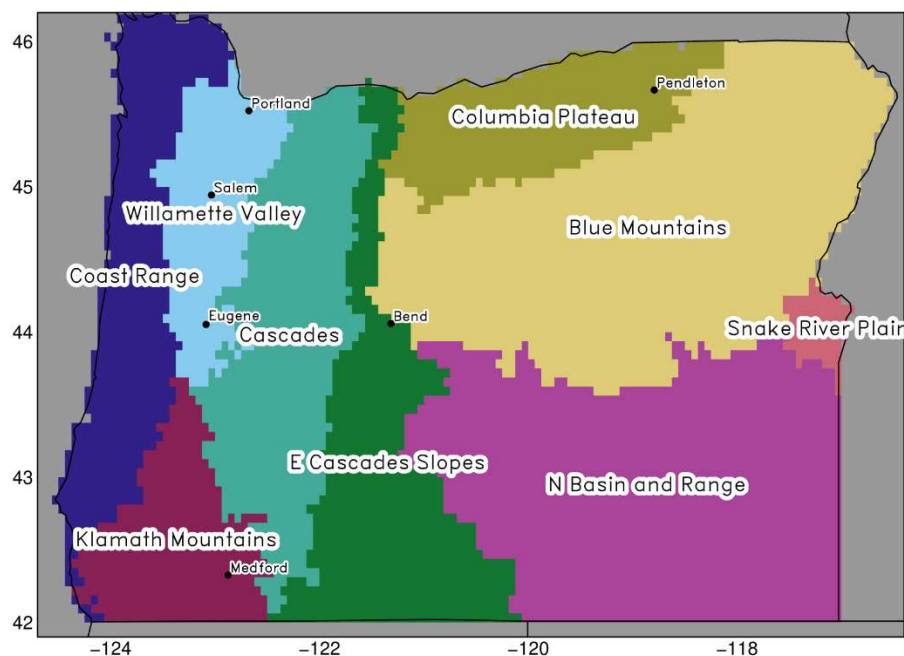 46
Pendleton
Portland
Columbia Plateau
45
Salem
Willamette Valley
Blue Mountains
Coast Range
Eugene
Bend
Snake River Plain
44
Cascades
E Cascades Slopes
43
N Basin and Range
Klamath Mountains
Medford
42
-124
-122
-120
-118